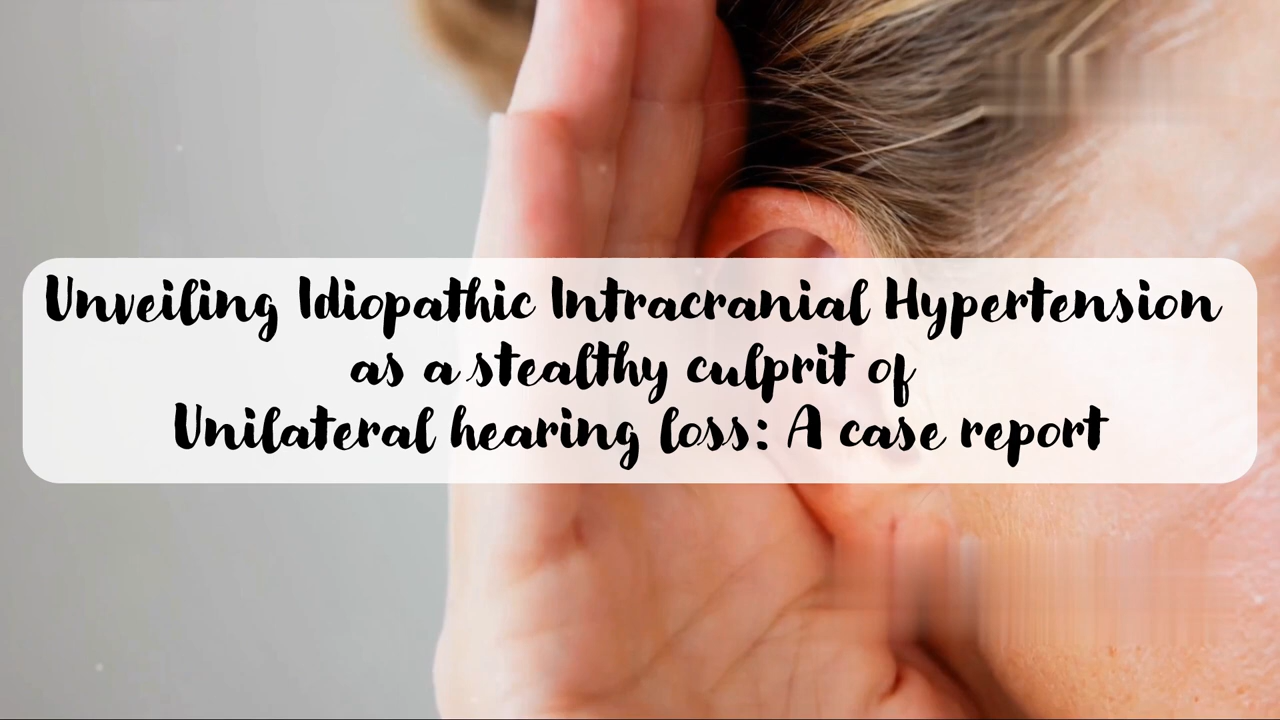 Unveiling Idiopathic Intracranial Hypertension
as a stealthy culprit of
Unilateral hearing loss: A case report